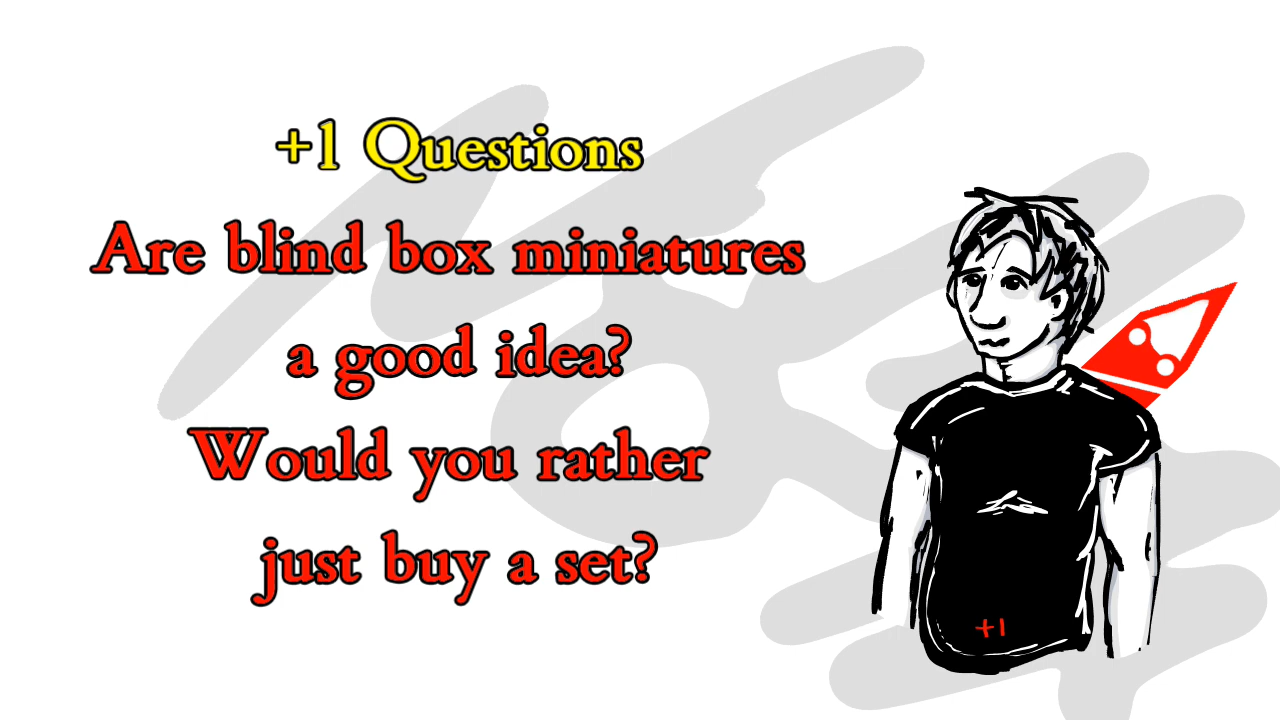 +1 Questions
Are blind box miniatures
a good idea?
Would you rather
just buy a set?
+1